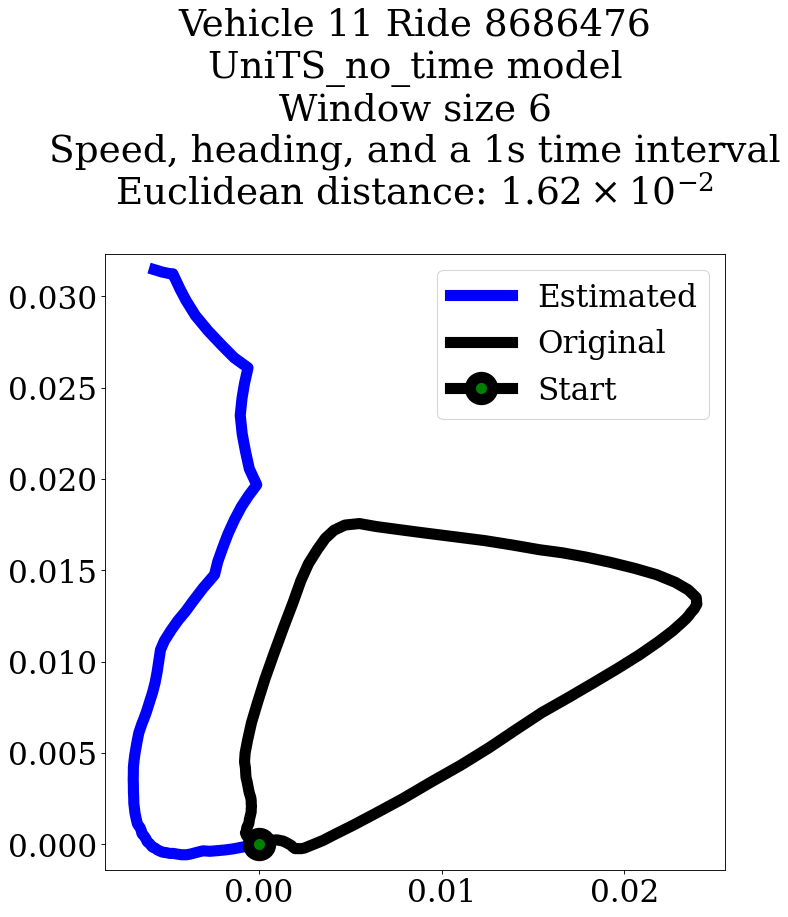 Vehicle 11 Ride 8686476
UniTS_no_time model
Window size 6
Speed, heading, and a 1s time interval
Euclidean distance: 1.62 × 10⁻²
Estimated
Original
Start
0.030
0.025
0.020
0.015
0.010
0.005
0.000
0.00 0.01 0.02